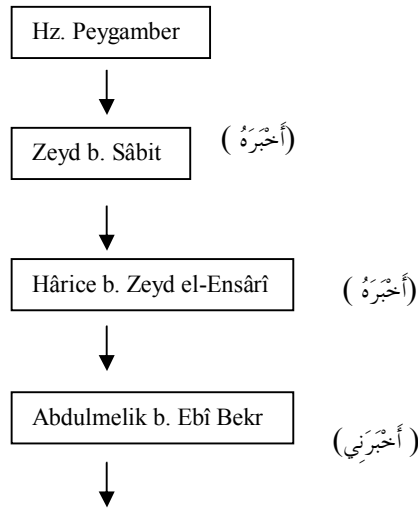 Hz. Peygamber
Zeyd b. Sâbit
(أَخْبَرَهُ )
Hârice b. Zeyd el-Ensârî
(أَخْبَرَهُ )
Abdulmelik b. Ebî Bekr
( أَخْبَرَنِي)